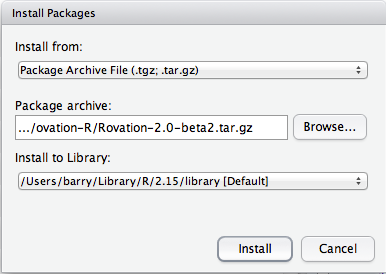 Install Packages
Install from:
Package Archive File (.tgz; .tar.gz)
Package archive:
.../ovation-R/Rovation-2.0-beta2.tar.gz
Browse...
Install to Library:
/Users/barry/Library/R/2.15/library [Default]
Install
Cancel